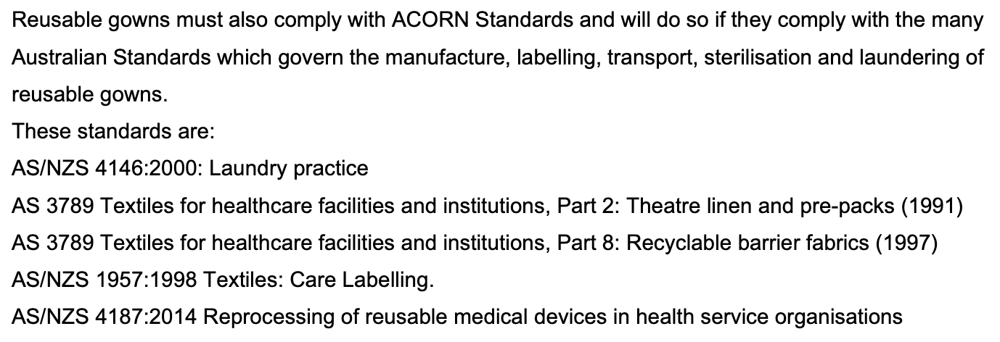 Reusable gowns must also comply with ACORN Standards and will do so if they comply with the many
Australian Standards which govern the manufacture, labelling, transport, sterilisation and laundering of
reusable gowns.
These standards are:
AS/NZS 4146:2000: Laundry practice
AS 3789 Textiles for healthcare facilities and institutions, Part 2: Theatre linen and pre-packs (1991)
AS 3789 Textiles for healthcare facilities and institutions, Part 8: Recyclable barrier fabrics (1997)
AS/NZS 1957:1998 Textiles: Care Labelling.
AS/NZS 4187:2014 Reprocessing of reusable medical devices in health service organisations